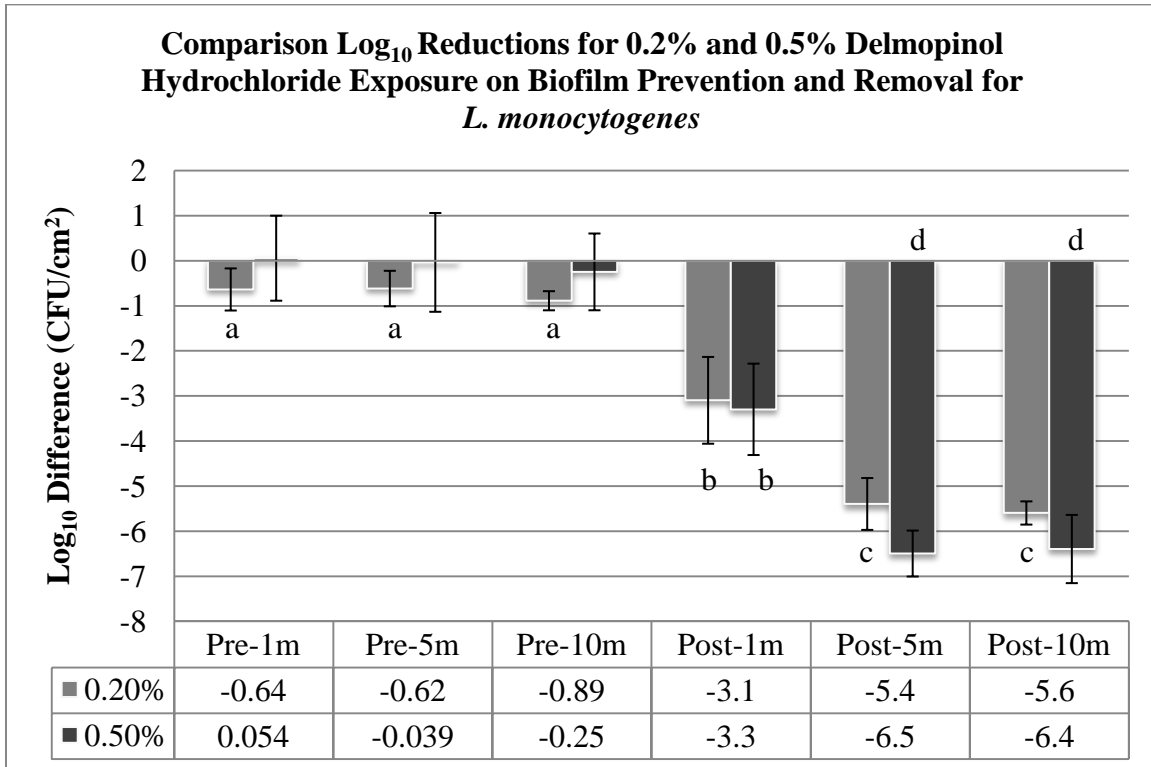 Comparison Log₁₀ Reductions for 0.2% and 0.5% Delmopinol
Hydrochloride Exposure on Biofilm Prevention and Removal for
L. monocytogenes
Log₁₀ Difference (CFU/cm²)
2
1
0
-1
-2
-3
-4
-5
-6
-7
-8
d d
a a a
b b
c c
Pre-1m Pre-5m Pre-10m Post-1m Post-5m Post-10m
0.20% -0.64 -0.62 -0.89 -3.1 -5.4 -5.6
0.50% 0.054 -0.039 -0.25 -3.3 -6.5 -6.4